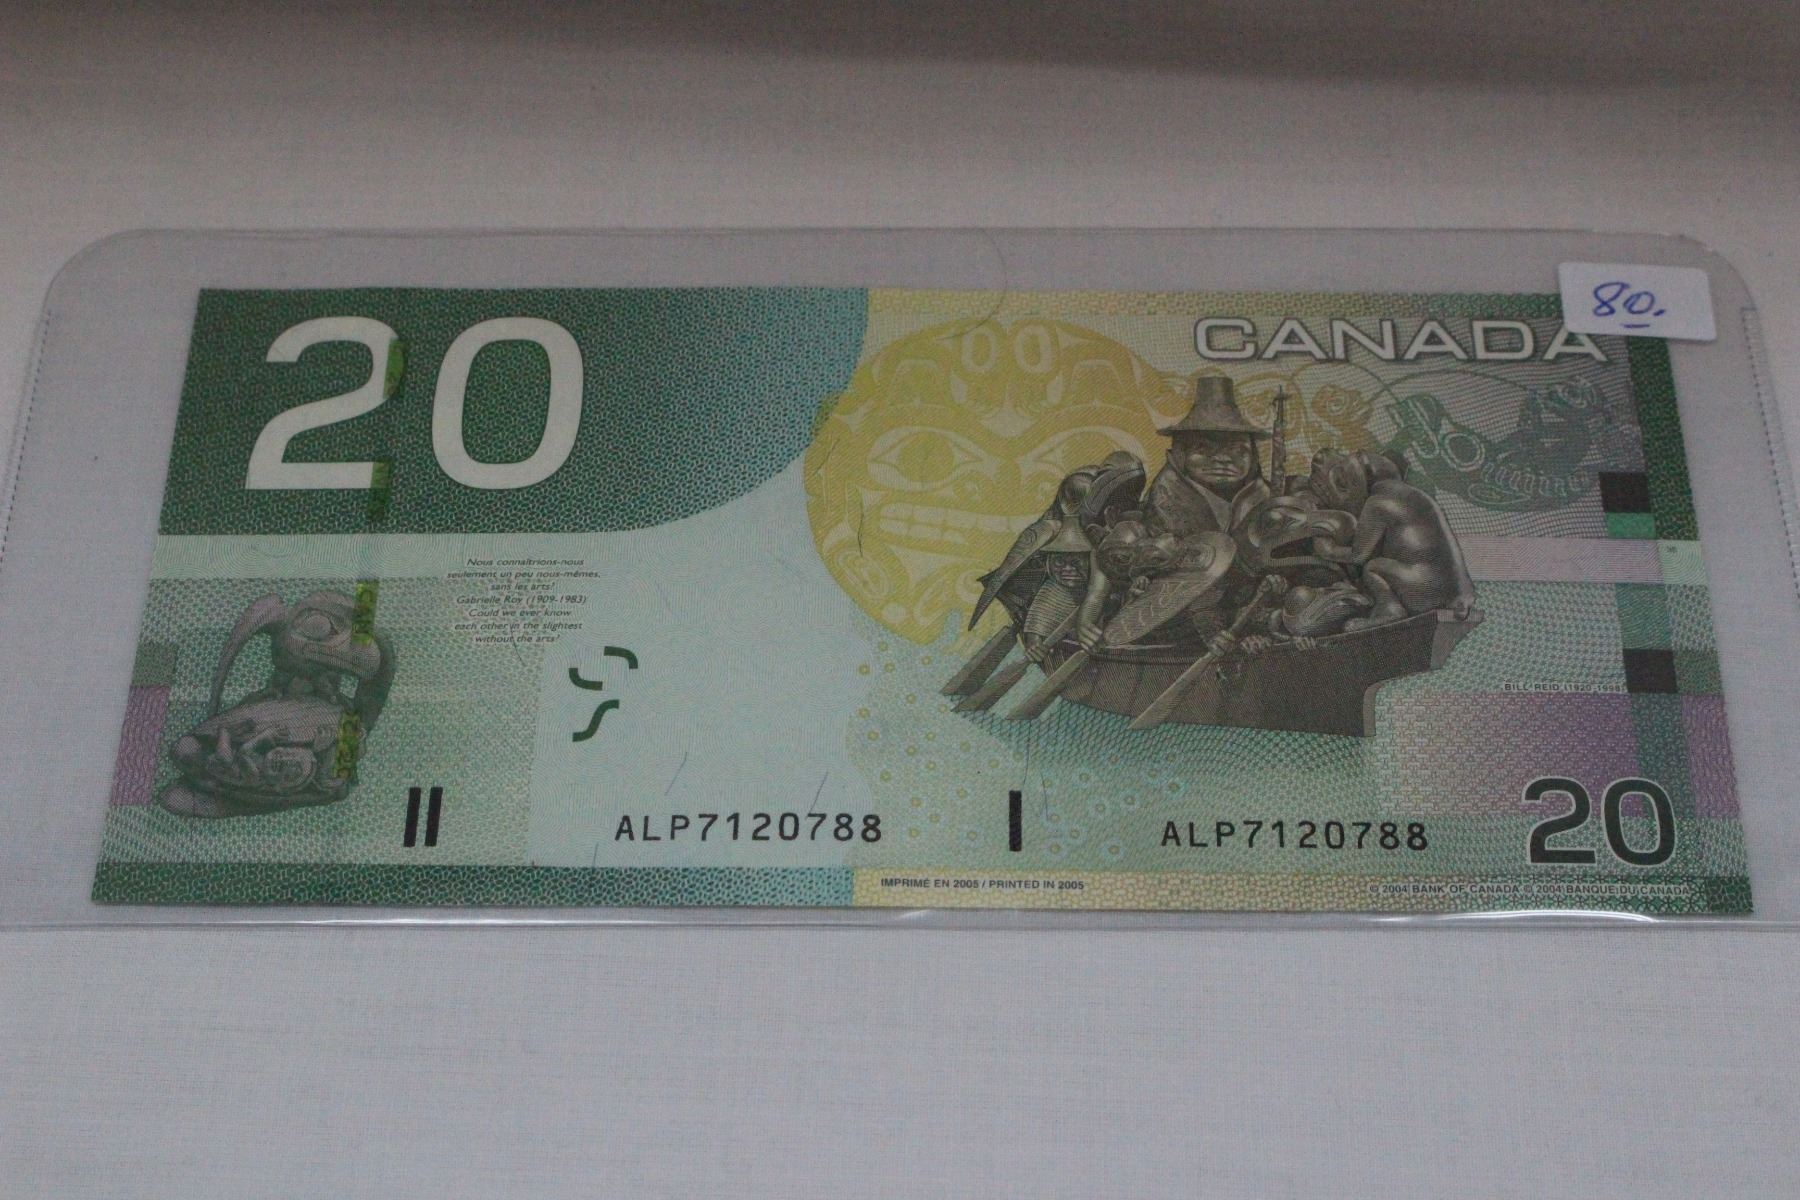 80.
20
CANADA
Nous connaîtrions-nous
seulement un peu nous-mêmes,
sans les arts?
Gabrielle Roy (1909-1983)
Could we ever know
each other in the slightest
without the arts?
BILL REID (1920-1998)
ALP7120788
ALP7120788
20
IMPRIMÉ EN 2005 / PRINTED IN 2005
© 2004 BANK OF CANADA © 2004 BANQUE DU CANADA